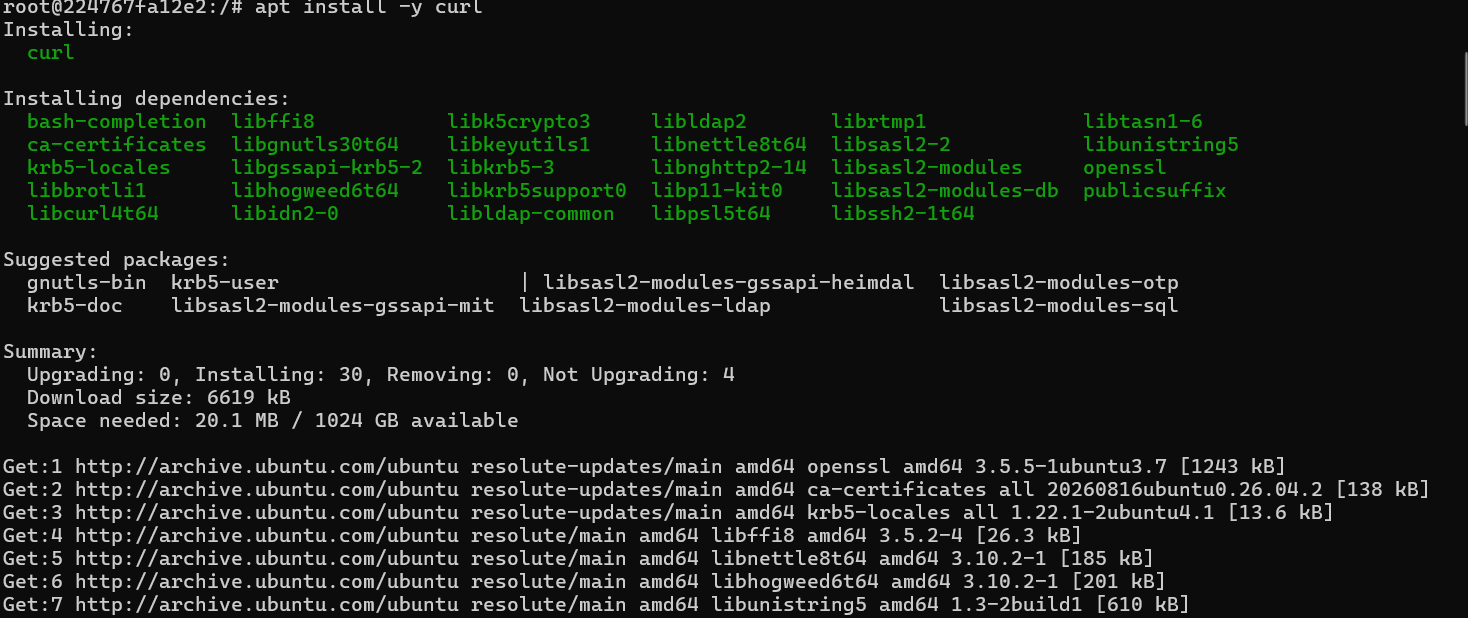 root@224767fa12e2:/# apt install -y curl
Installing:
  curl

Installing dependencies:
  bash-completion  libffi8          libk5crypto3     libldap2         librtmp1             libtasn1-6
  ca-certificates  libgnutls30t64   libkeyutils1     libnettle8t64    libsasl2-2           libunistring5
  krb5-locales     libgssapi-krb5-2  libkrb5-3        libnghttp2-14    libsasl2-modules     openssl
  libbrotli1       libhogweed6t64   libkrb5support0  libp11-kit0      libsasl2-modules-db  publicsuffix
  libcurl4t64      libidn2-0        libldap-common   libpsl5t64       libssh2-1t64

Suggested packages:
  gnutls-bin  krb5-user                    | libsasl2-modules-gssapi-heimdal  libsasl2-modules-otp
  krb5-doc    libsasl2-modules-gssapi-mit  libsasl2-modules-ldap              libsasl2-modules-sql

Summary:
  Upgrading: 0, Installing: 30, Removing: 0, Not Upgrading: 4
  Download size: 6619 kB
  Space needed: 20.1 MB / 1024 GB available

Get:1 http://archive.ubuntu.com/ubuntu resolute-updates/main amd64 openssl amd64 3.5.5-1ubuntu3.7 [1243 kB]
Get:2 http://archive.ubuntu.com/ubuntu resolute-updates/main amd64 ca-certificates all 20260816ubuntu0.26.04.2 [138 kB]
Get:3 http://archive.ubuntu.com/ubuntu resolute-updates/main amd64 krb5-locales all 1.22.1-2ubuntu4.1 [13.6 kB]
Get:4 http://archive.ubuntu.com/ubuntu resolute/main amd64 libffi8 amd64 3.5.2-4 [26.3 kB]
Get:5 http://archive.ubuntu.com/ubuntu resolute/main amd64 libnettle8t64 amd64 3.10.2-1 [185 kB]
Get:6 http://archive.ubuntu.com/ubuntu resolute/main amd64 libhogweed6t64 amd64 3.10.2-1 [201 kB]
Get:7 http://archive.ubuntu.com/ubuntu resolute/main amd64 libunistring5 amd64 1.3-2build1 [610 kB]